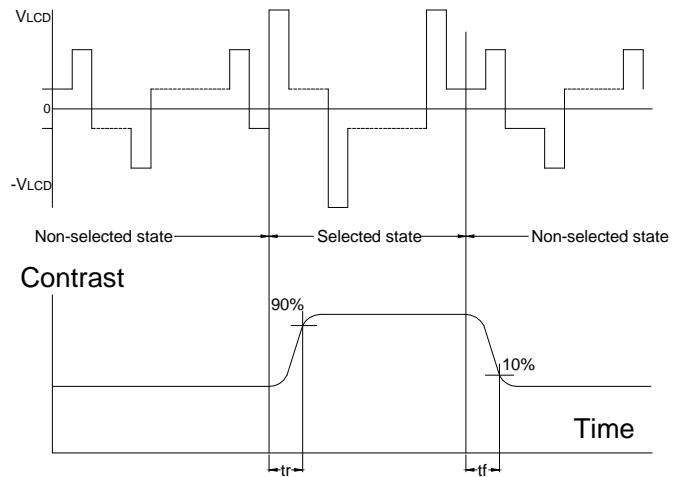 VLCD
0
-VLCD
Non-selected state
Selected state
Non-selected state
Contrast
90%
10%
Time
tr
tf